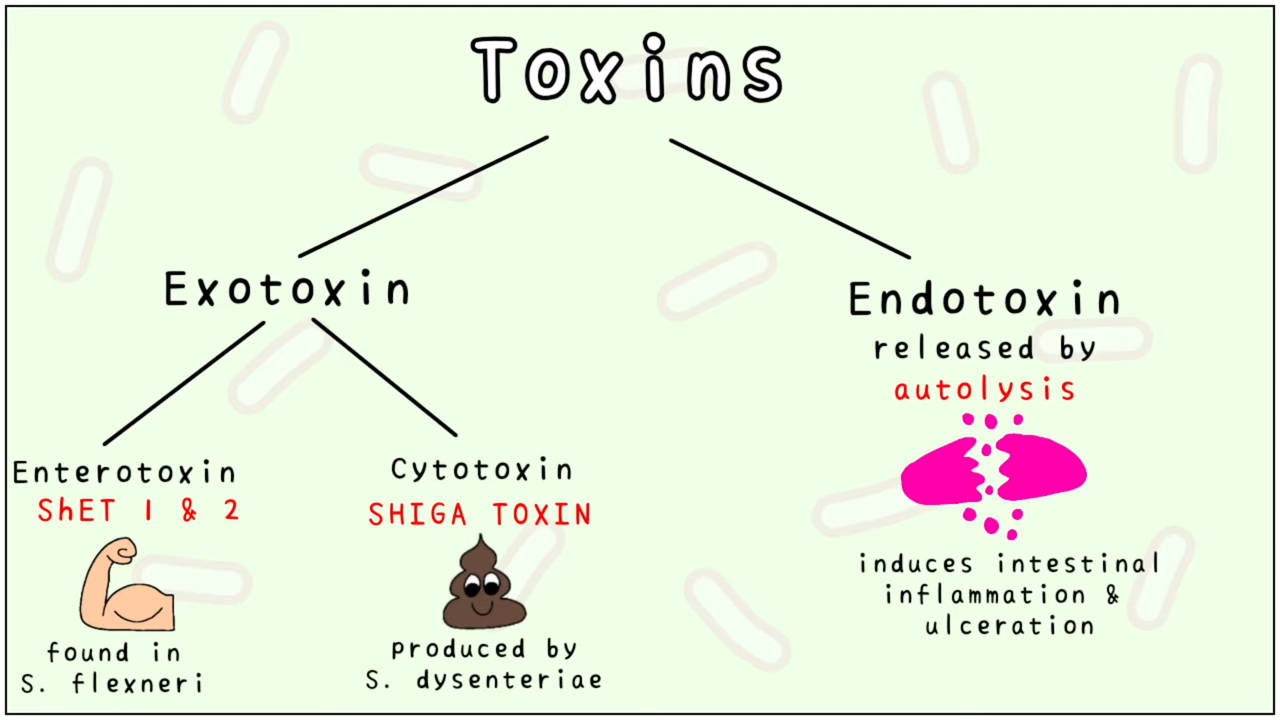 Toxins
Exotoxin
Endotoxin
released by
autolysis
Enterotoxin
ShET 1 & 2
Cytotoxin
SHIGA TOXIN
found in
S. flexneri
produced by
S. dysenteriae
induces intestinal
inflammation &
ulceration